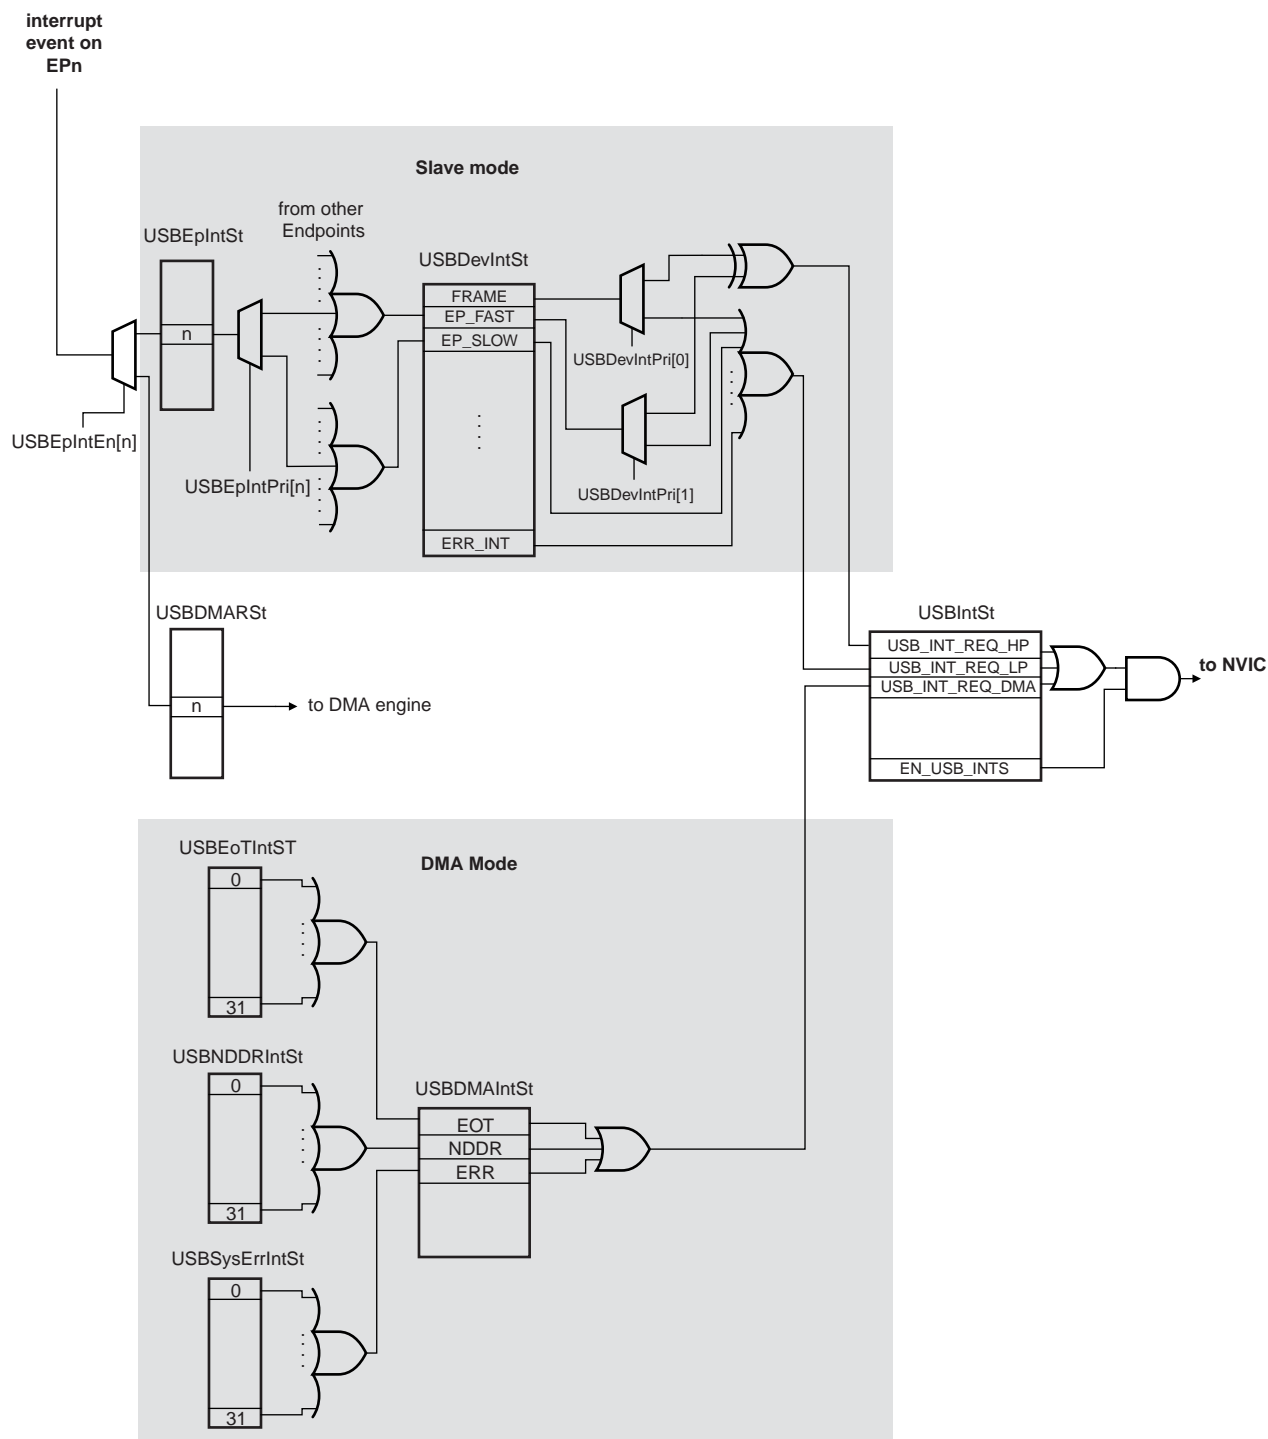 interrupt
event on
EPn
Slave mode
from other
Endpoints
USBEpIntSt
n
USBEpIntEn[n]
USBEpIntPri[n]
USBDevIntSt
FRAME
EP_FAST
EP_SLOW
ERR_INT
USBDevIntPri[0]
USBDevIntPri[1]
USBDMARSt
n
to DMA engine
USBIntSt
USB_INT_REQ_HP
USB_INT_REQ_LP
USB_INT_REQ_DMA
EN_USB_INTS
to NVIC
DMA Mode
USBEoTIntST
0
31
USBNDDRIntSt
0
31
USBSysErrIntSt
0
31
USBDMAIntSt
EOT
NDDR
ERR